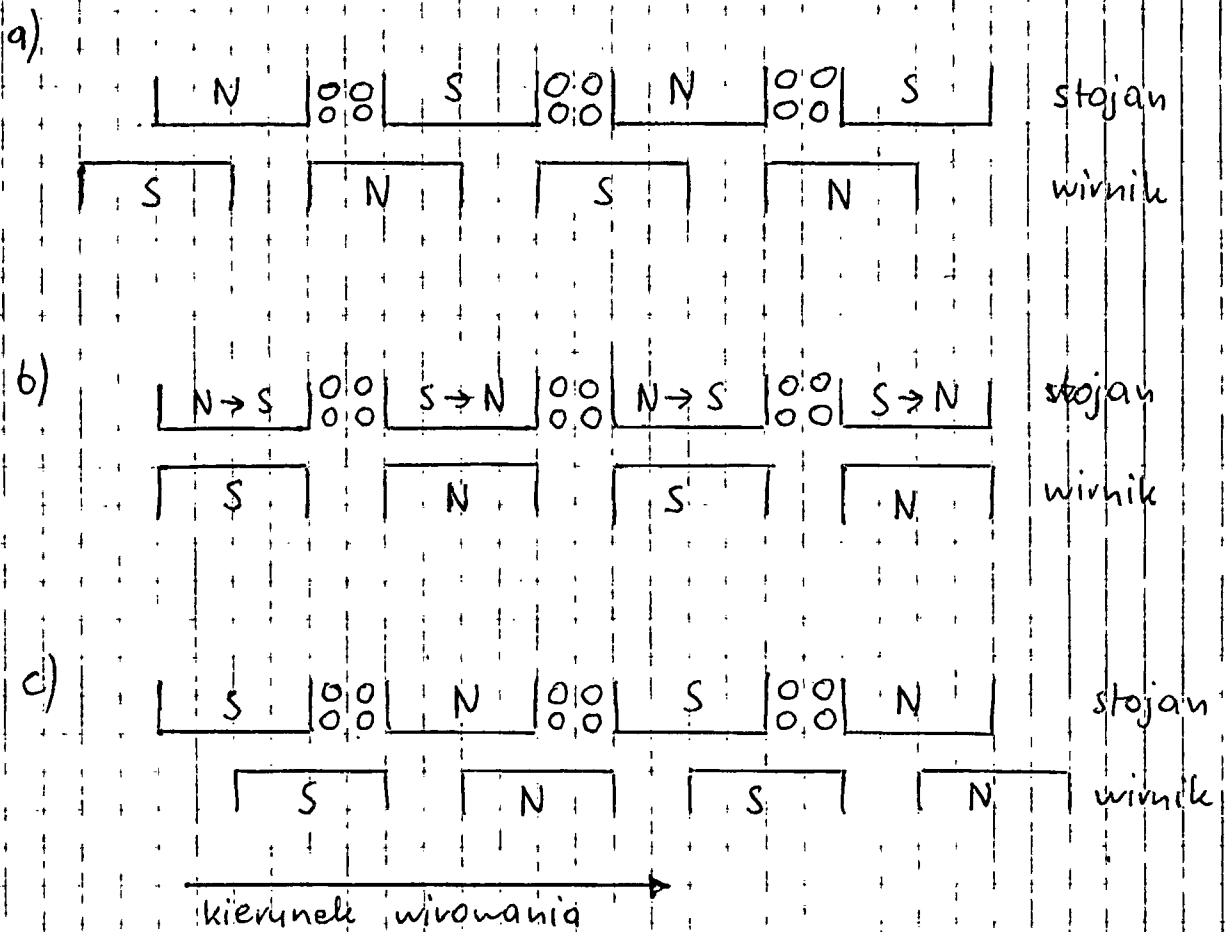 a)
N S N S stojan
S N S N wirnik
b)
N→S S→N N→S S→N stojan
S N S N wirnik
c)
S N S N stojan
S N S N wirnik
kierunek wirowania